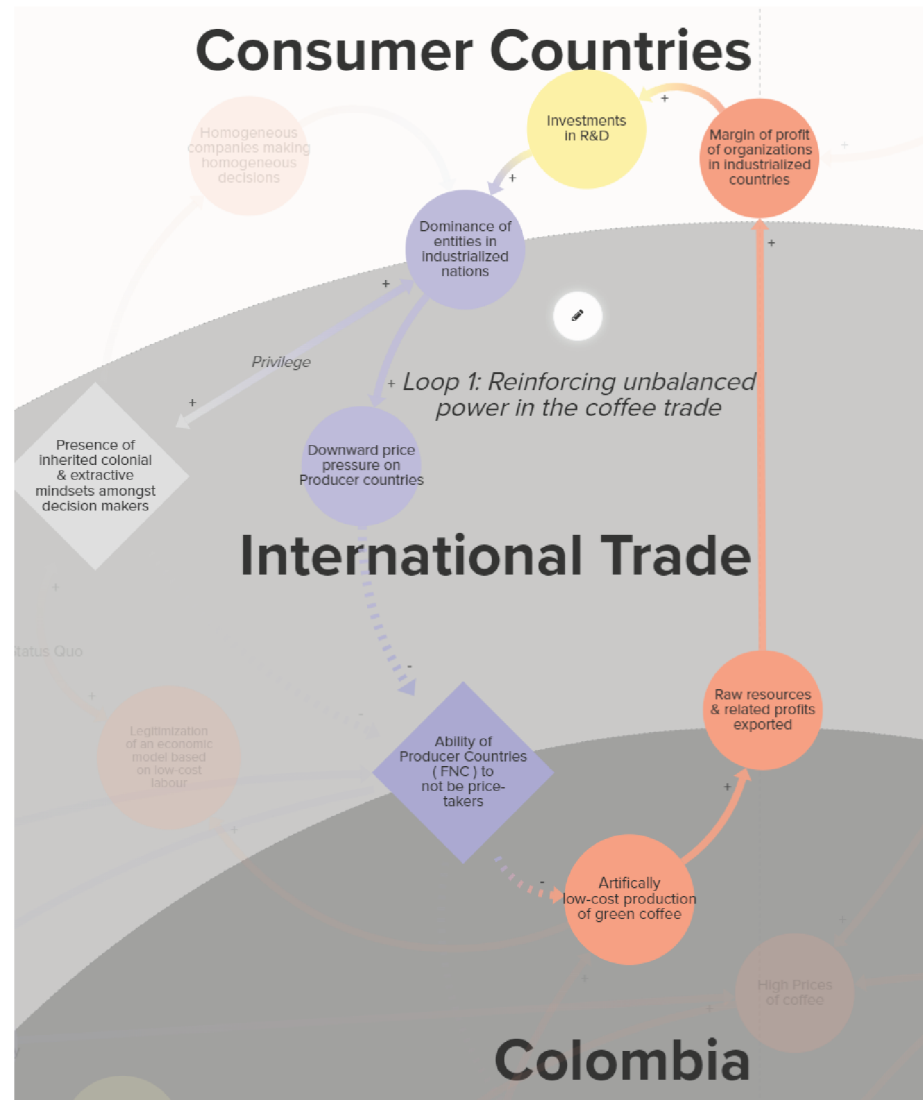 Consumer Countries
Homogeneous
companies making
homogeneous
decisions
Investments
in R&D
Margin of profit
of organizations
in industrialized
countries
+
+
+
Dominance of
entities in
industrialized
nations
+
+
Privilege
+
+
Loop 1: Reinforcing unbalanced
power in the coffee trade
Presence of
inherited colonial
& extractive
mindsets amongst
decision makers
Downward price
pressure on
Producer countries
International Trade
+
Status Quo
-
+
-
Legitimization
of an economic
model based
on low-cost
labour
Ability of
Producer Countries
( FNC ) to
not be price-
takers
Raw resources
& related profits
exported
+
+
-
Artifically
low-cost production
of green coffee
+
+
High Prices
of coffee
+
Colombia